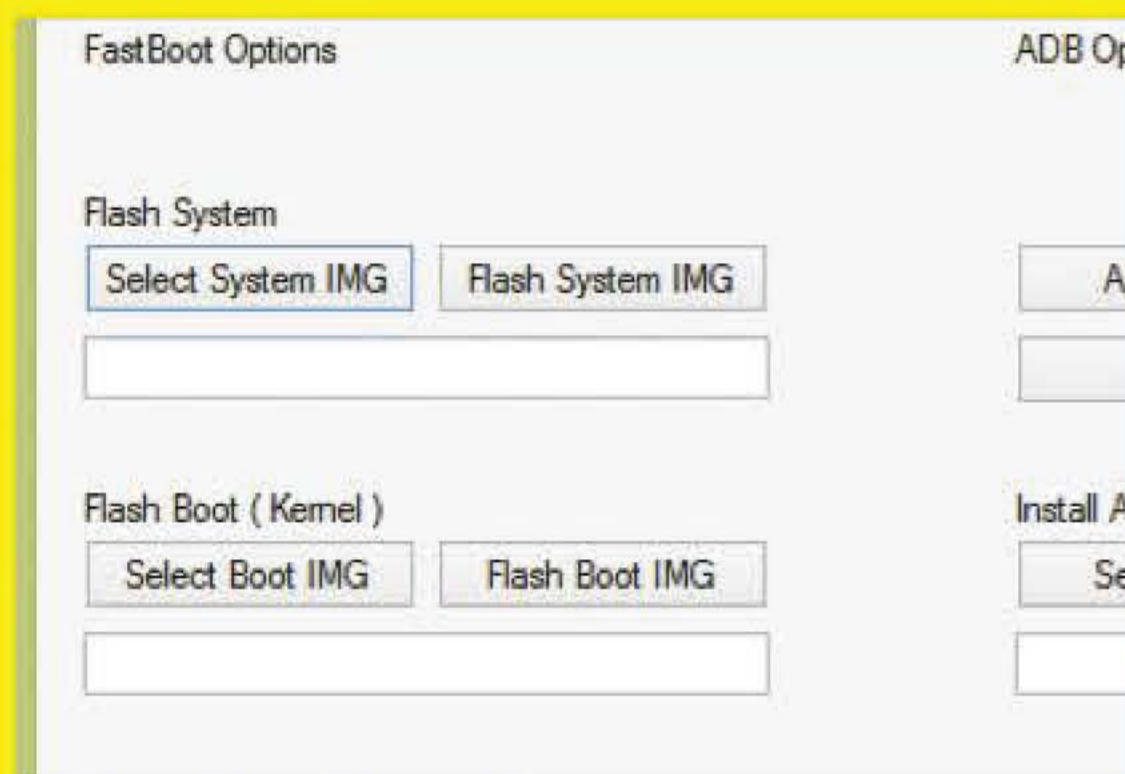 FastBoot Options
ADB
Flash System
Select System IMG
Flash System IMG
Flash Boot ( Kernel )
Install
Select Boot IMG
Flash Boot IMG